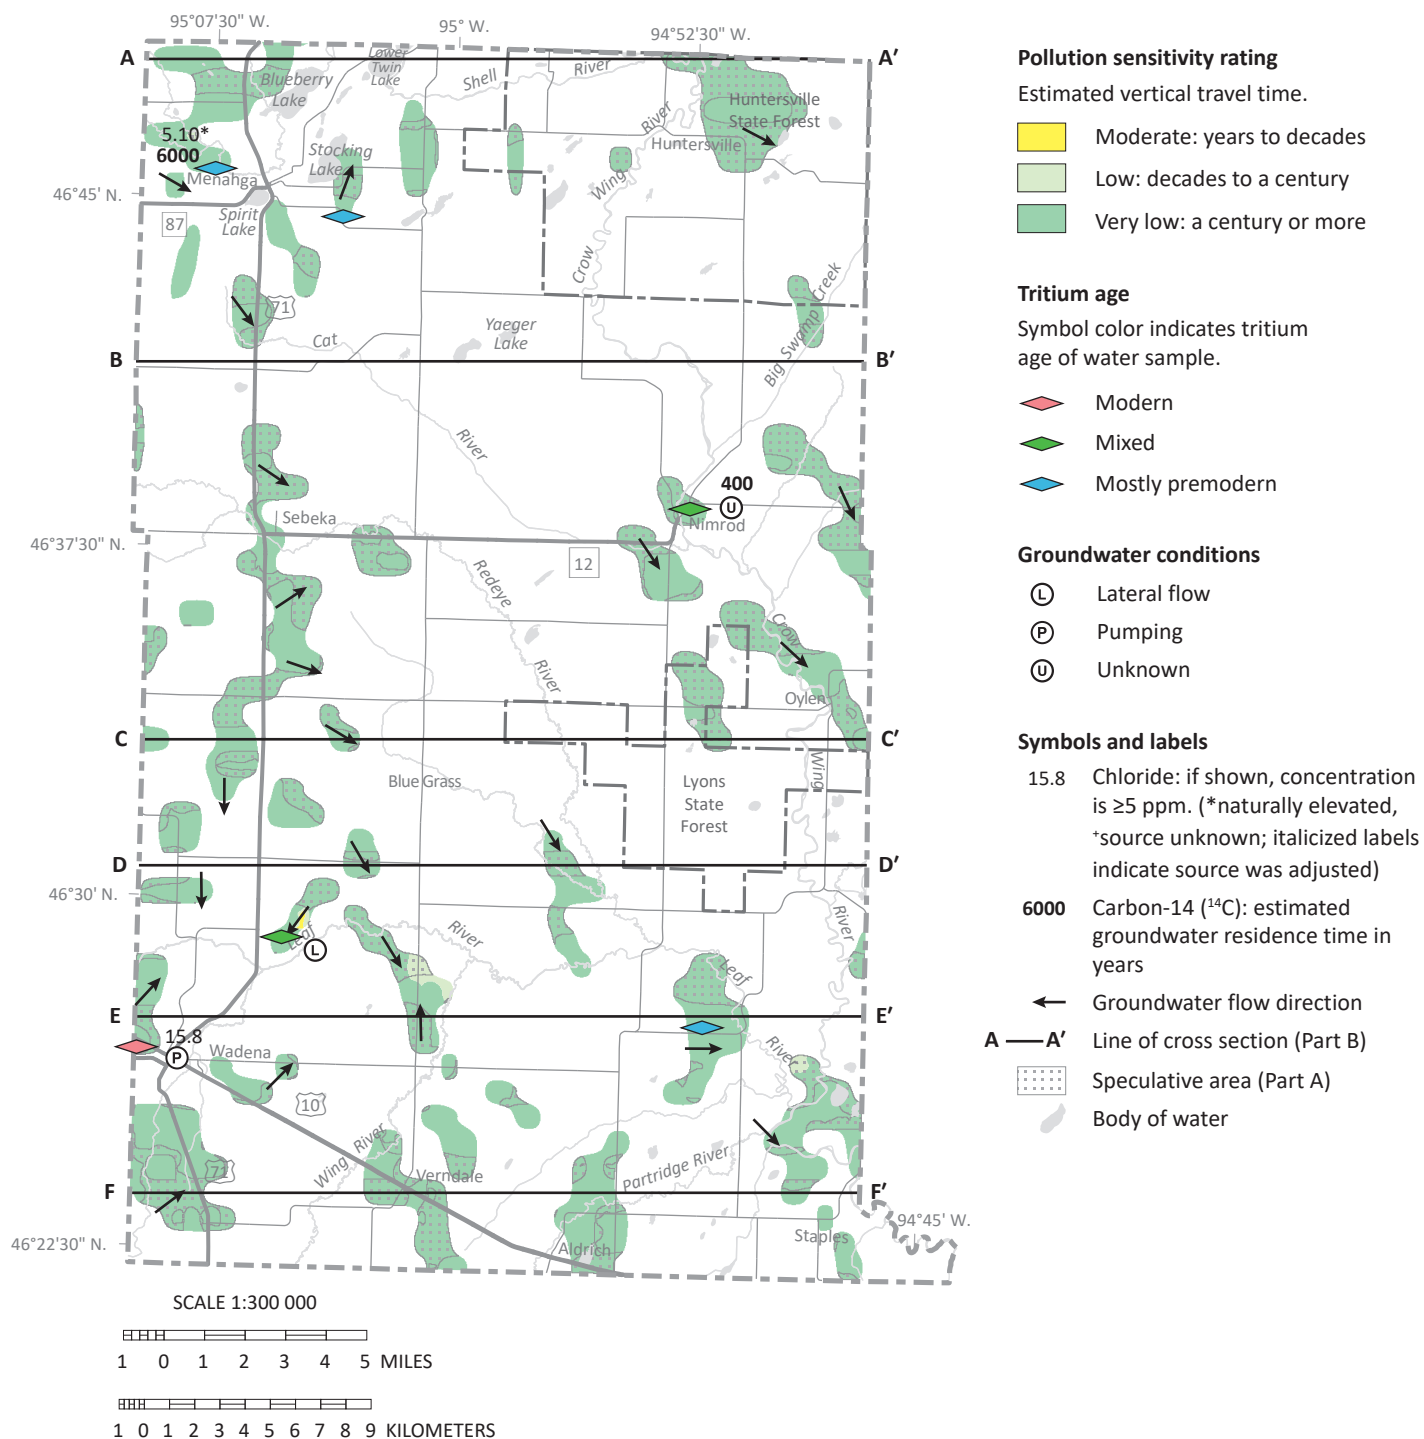 95°07'30" W.
95° W.
94°52'30" W.
A
A'
Lower
Twin
Lake
Blueberry
Lake
Shell
River
Huntersville
State Forest
River
Huntersville
5.10*
6000
Menahga
Stocking
Lake
Wing
46°45' N.
87
Spirit
Lake
Crow
71
Cat
Yaeger
Lake
Big Swamp Creek
B
B'
River
400
U
Nimrod
Sebeka
46°37'30" N.
12
Redeye
River
Crow
Oylen
C
C'
Wing
Blue Grass
Lyons
State
Forest
D
D'
46°30' N.
Leaf
L
River
River
Leaf
E
E'
15.8
P
Wadena
River
10
Wing River
71
Verndale
Partridge River
F
F'
94°45' W.
Staples
Aldrich
46°22'30" N.
SCALE 1:300 000
1 0 1 2 3 4 5 MILES
1 0 1 2 3 4 5 6 7 8 9 KILOMETERS
Pollution sensitivity rating
Estimated vertical travel time.
Moderate: years to decades
Low: decades to a century
Very low: a century or more
Tritium age
Symbol color indicates tritium
age of water sample.
Modern
Mixed
Mostly premodern
Groundwater conditions
L Lateral flow
P Pumping
U Unknown
Symbols and labels
15.8 Chloride: if shown, concentration
is ≥5 ppm. (*naturally elevated,
+source unknown; italicized labels
indicate source was adjusted)
6000 Carbon-14 (14C): estimated
groundwater residence time in
years
Groundwater flow direction
A A' Line of cross section (Part B)
Speculative area (Part A)
Body of water